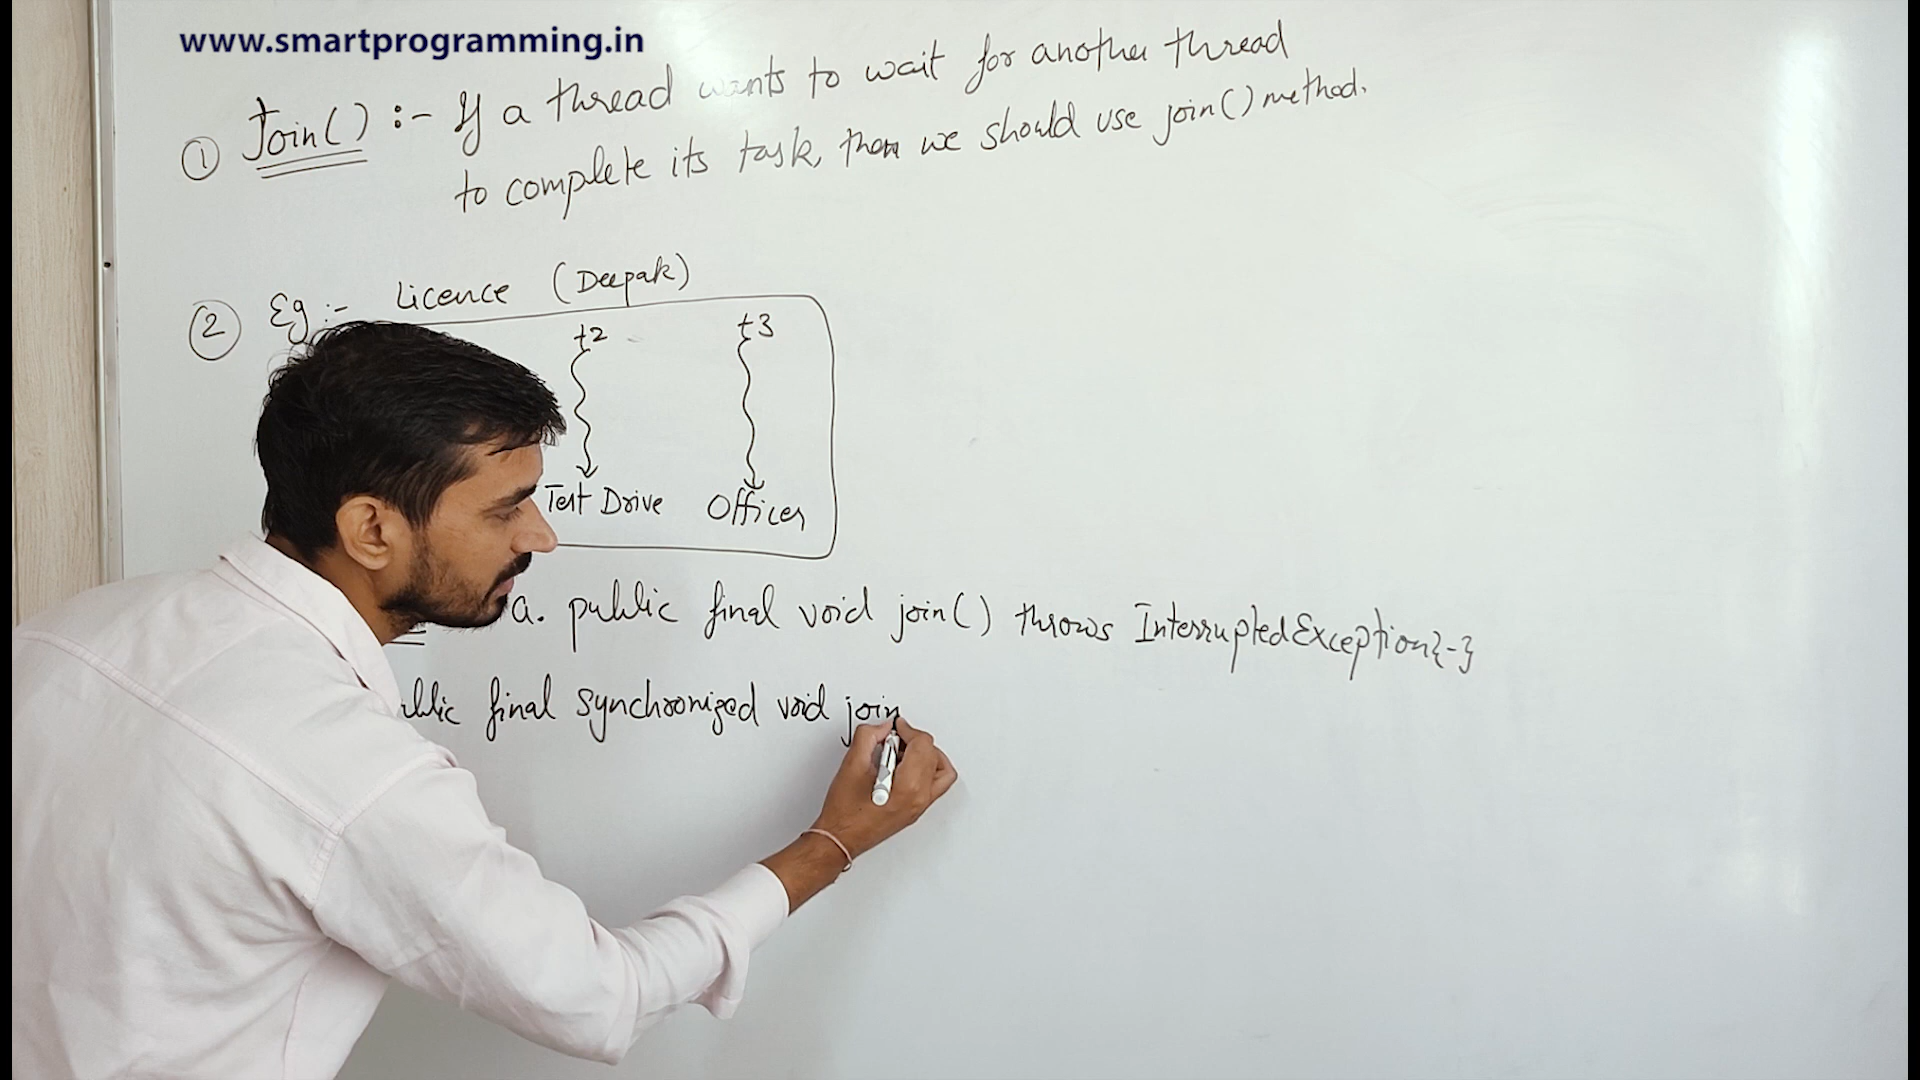 www.smartprogramming.in
① Join() :- If a thread wants to wait for another thread
to complete its task, then we should use join() method.
② Eg :- Licence (Deepak)
t2 t3
Test Drive Officer
a. public final void join() throws InterruptedException{-}
final synchronized void join